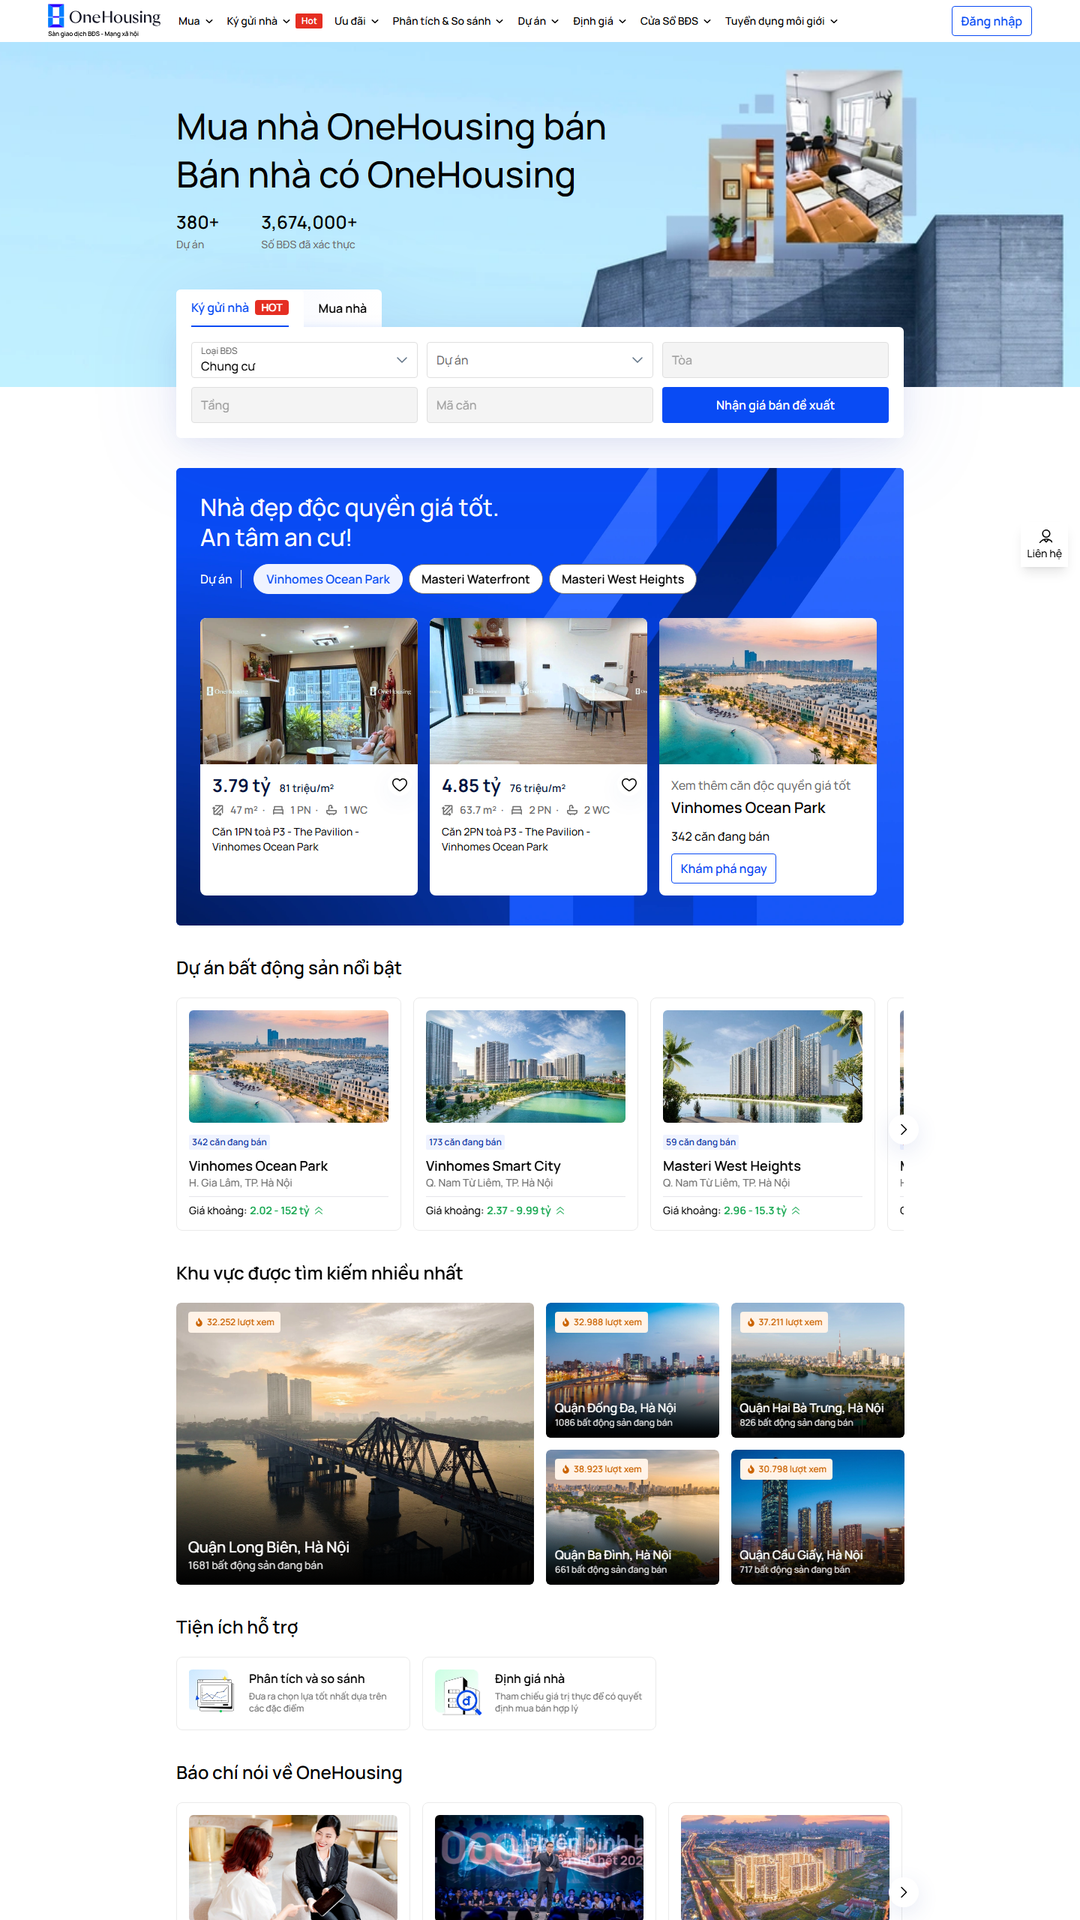 OneHousing
Sàn giao dịch BĐS - Mạng xã hội
Mua
Ký gửi nhà
Hot
Ưu đãi
Phân tích & So sánh
Dự án
Định giá
Cửa Sổ BĐS
Tuyển dụng môi giới
Đăng nhập
Mua nhà OneHousing bán
Bán nhà có OneHousing
380+
3,674,000+
Dự án
Số BĐS đã xác thực
Ký gửi nhà
HOT
Mua nhà
Loại BĐS
Chung cư
Dự án
Tòa
Tầng
Mã căn
Nhận giá bán đề xuất
Nhà đẹp độc quyền giá tốt.
An tâm an cư!
Liên hệ
Dự án
Vinhomes Ocean Park
Masteri Waterfront
Masteri West Heights
OneHousing
OneHousing
OneHousing
3.79 tỷ 81 triệu/m²
47 m² · 1 PN · 1 WC
Căn 1PN toà P3 - The Pavilion -
Vinhomes Ocean Park
4.85 tỷ 76 triệu/m²
63.7 m² · 2 PN · 2 WC
Căn 2PN toà P3 - The Pavilion -
Vinhomes Ocean Park
Xem thêm căn độc quyền giá tốt
Vinhomes Ocean Park
342 căn đang bán
Khám phá ngay
Dự án bất động sản nổi bật
342 căn đang bán
Vinhomes Ocean Park
H. Gia Lâm, TP. Hà Nội
Giá khoảng: 2.02 - 152 tỷ
173 căn đang bán
Vinhomes Smart City
Q. Nam Từ Liêm, TP. Hà Nội
Giá khoảng: 2.37 - 9.99 tỷ
59 căn đang bán
Masteri West Heights
Q. Nam Từ Liêm, TP. Hà Nội
Giá khoảng: 2.96 - 15.3 tỷ
Khu vực được tìm kiếm nhiều nhất
32.252 lượt xem
Quận Long Biên, Hà Nội
1681 bất động sản đang bán
32.988 lượt xem
Quận Đống Đa, Hà Nội
1086 bất động sản đang bán
37.211 lượt xem
Quận Hai Bà Trưng, Hà Nội
826 bất động sản đang bán
38.923 lượt xem
Quận Ba Đình, Hà Nội
661 bất động sản đang bán
30.798 lượt xem
Quận Cầu Giấy, Hà Nội
717 bất động sản đang bán
Tiện ích hỗ trợ
Phân tích và so sánh
Đưa ra chọn lựa tốt nhất dựa trên
các đặc điểm
Định giá nhà
Tham chiếu giá trị thực để có quyết
định mua bán hợp lý
Báo chí nói về OneHousing